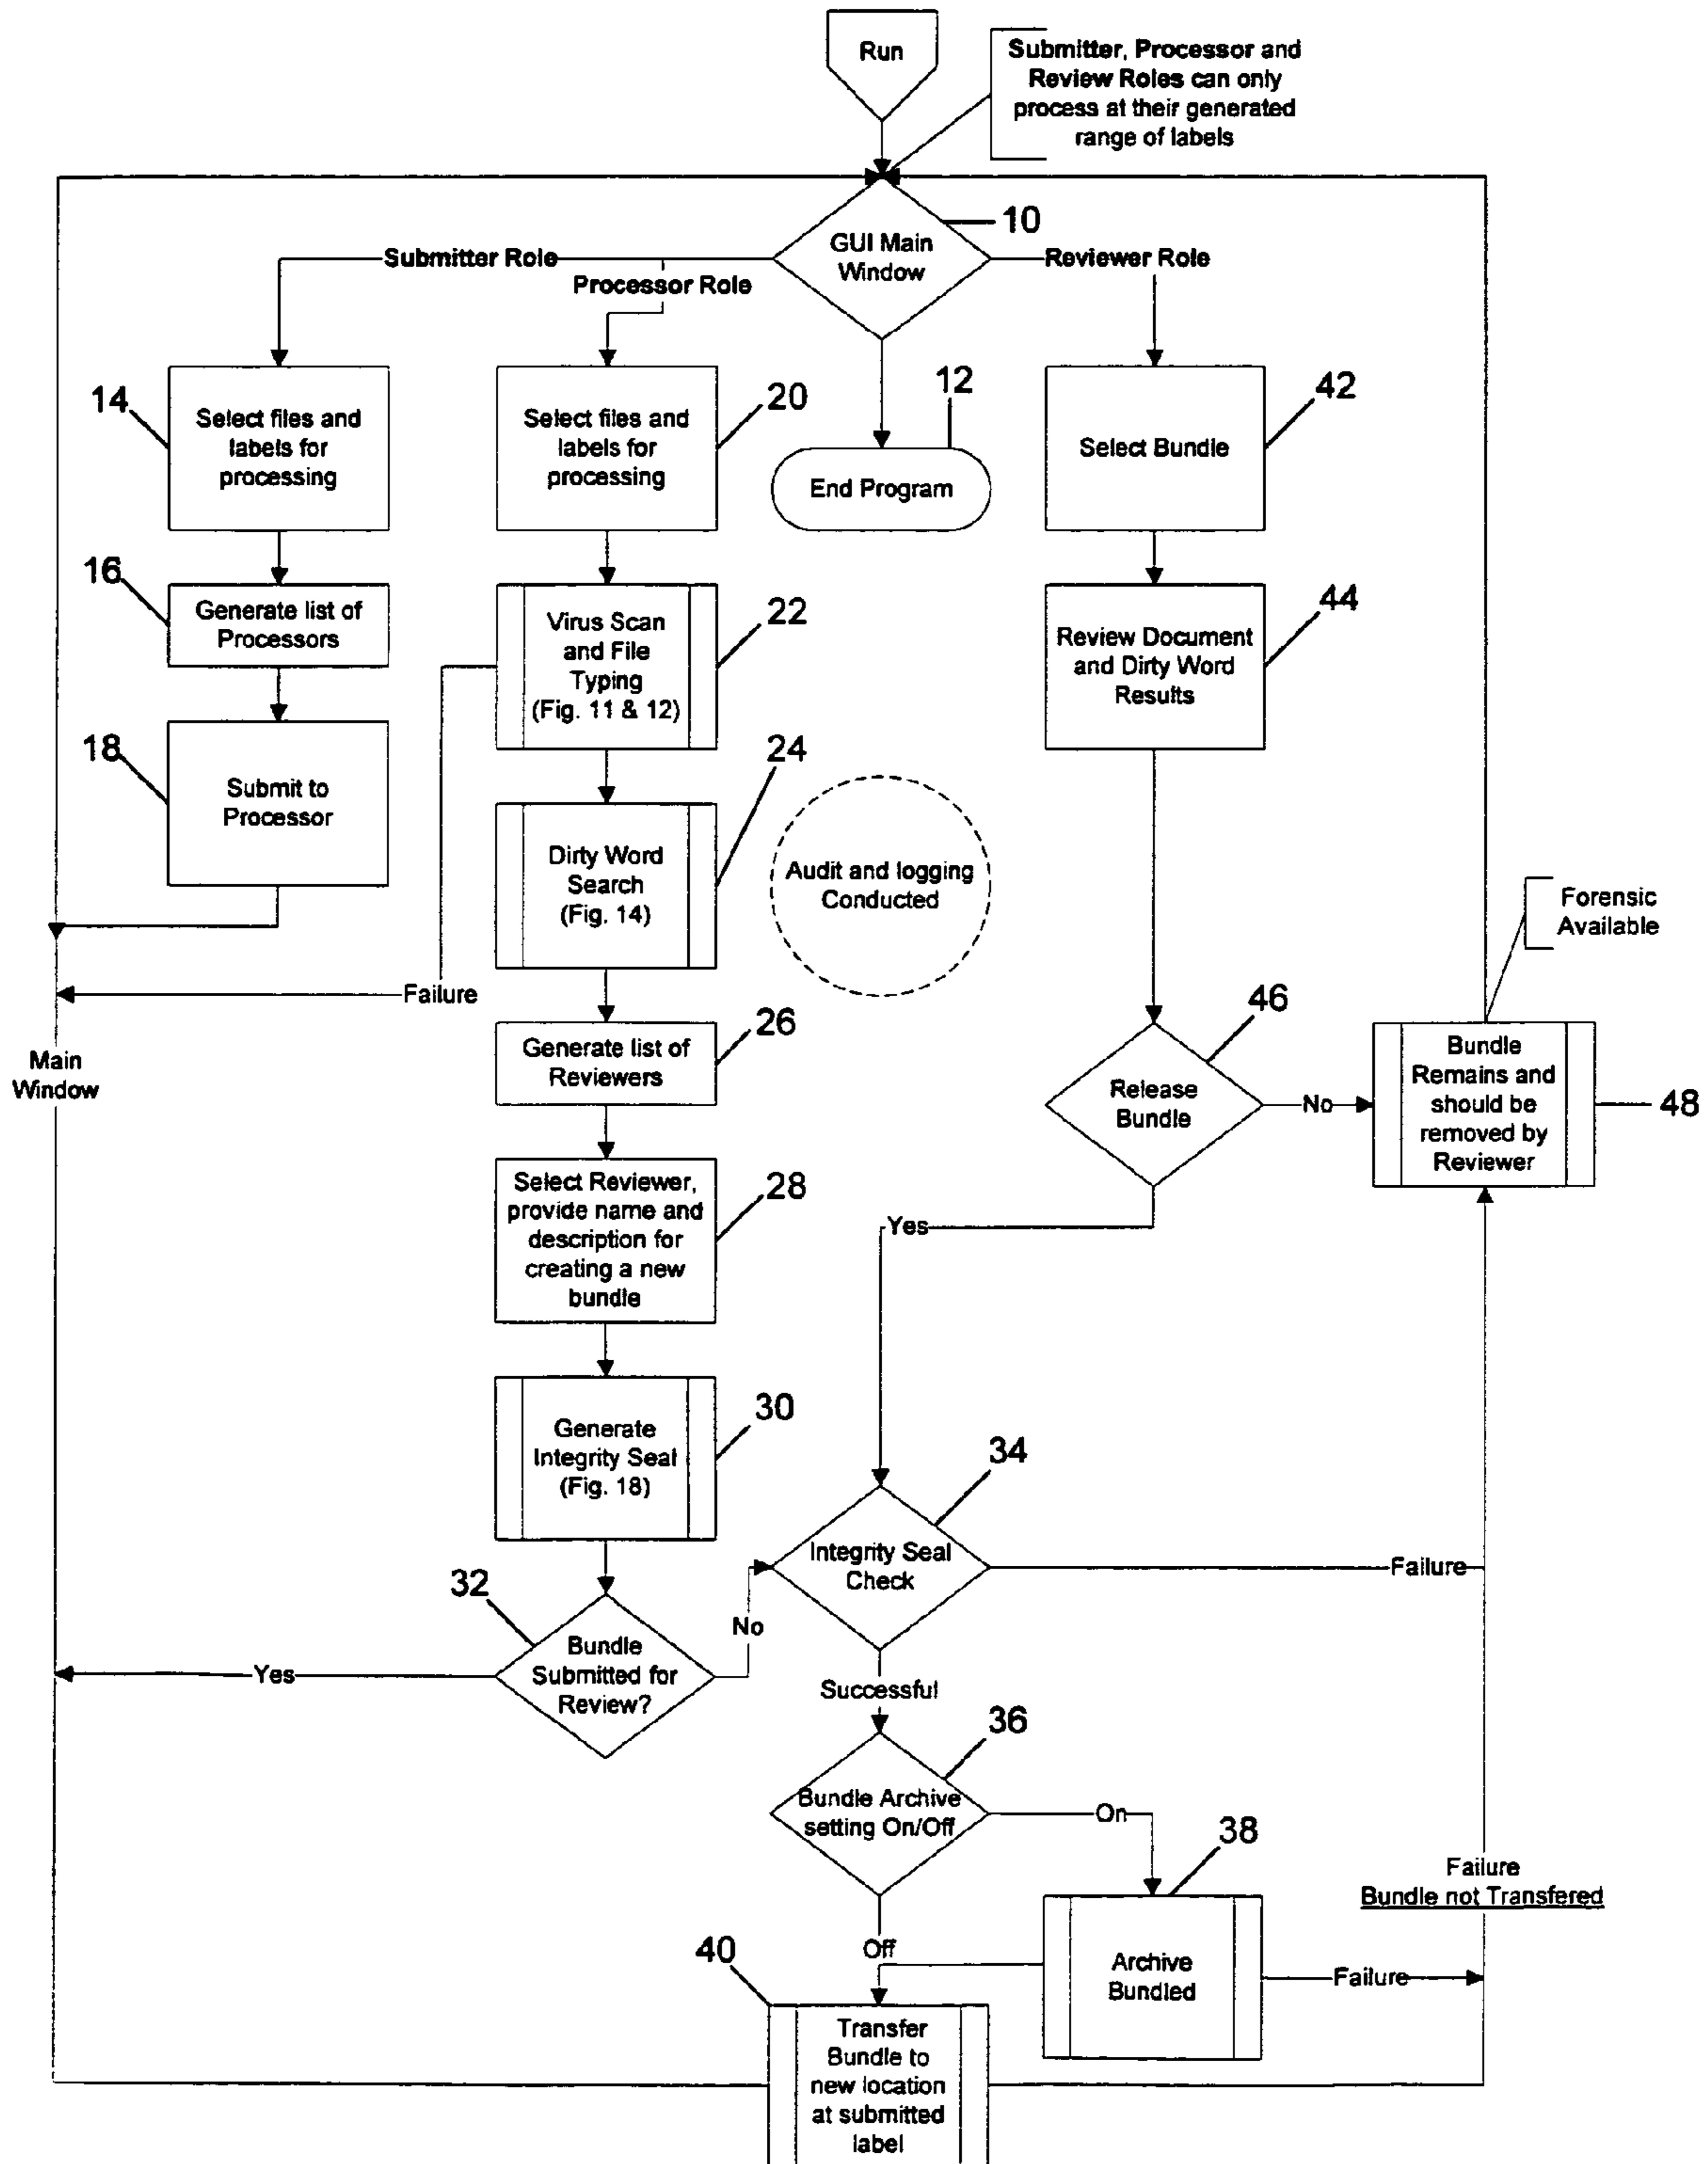 Run
Submitter, Processor and
Review Roles can only
process at their generated
range of labels
10
GUI Main
Window
Submitter Role
Processor Role
Reviewer Role
14
Select files and
labels for
processing
20
Select files and
labels for
processing
12
End Program
42
Select Bundle
16
Generate list of
Processors
22
Virus Scan
and File
Typing
(Fig. 11 & 12)
44
Review Document
and Dirty Word
Results
18
Submit to
Processor
24
Dirty Word
Search
(Fig. 14)
Audit and logging
Conducted
Forensic
Available
Failure
Main
Window
26
Generate list of
Reviewers
46
Release
Bundle
No
Bundle
Remains and
should be
removed by
Reviewer
48
28
Select Reviewer,
provide name and
description for
creating a new
bundle
Yes
30
Generate
Integrity Seal
(Fig. 18)
34
Integrity Seal
Check
Failure
32
Bundle
Submitted for
Review?
Yes
No
Successful
36
Bundle Archive
setting On/Off
On
38
Archive
Bundled
Failure
Bundle not Transfered
Failure
Off
40
Transfer
Bundle to
new location
at submitted
label